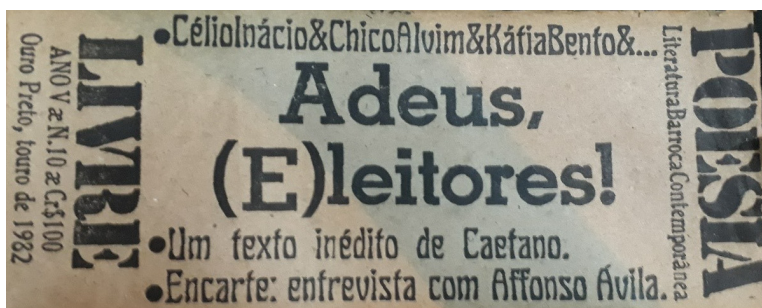 •CélioInácio&ChicoAlvim&KátiaBento&...
Adeus,
(E)leitores!
•Um texto inédito de Caetano.
•Encarte: entrevista com Affonso Ávila.
LIVRE
ANO V æ N.10 æ Cr.$100
Ouro Preto, touro de 1982
POESIA
LiteraturaBarrocaContemporânea